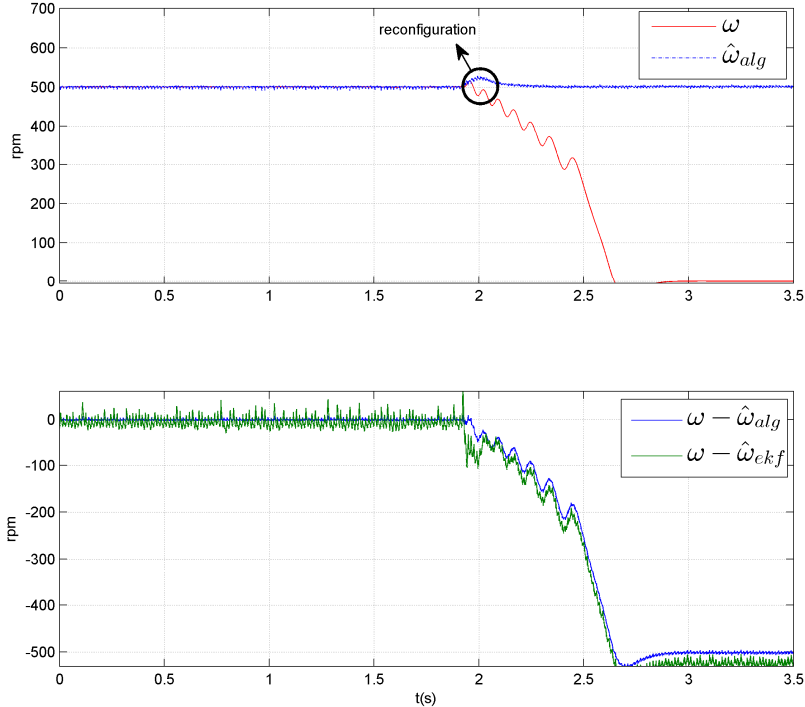 700
600
500
400
300
200
100
0
rpm
reconfiguration
ω
ω̂alg
0 0.5 1 1.5 2 2.5 3 3.5
0
-100
-200
-300
-400
-500
rpm
ω − ω̂alg
ω − ω̂ekf
0 0.5 1 1.5 2 2.5 3 3.5
t(s)